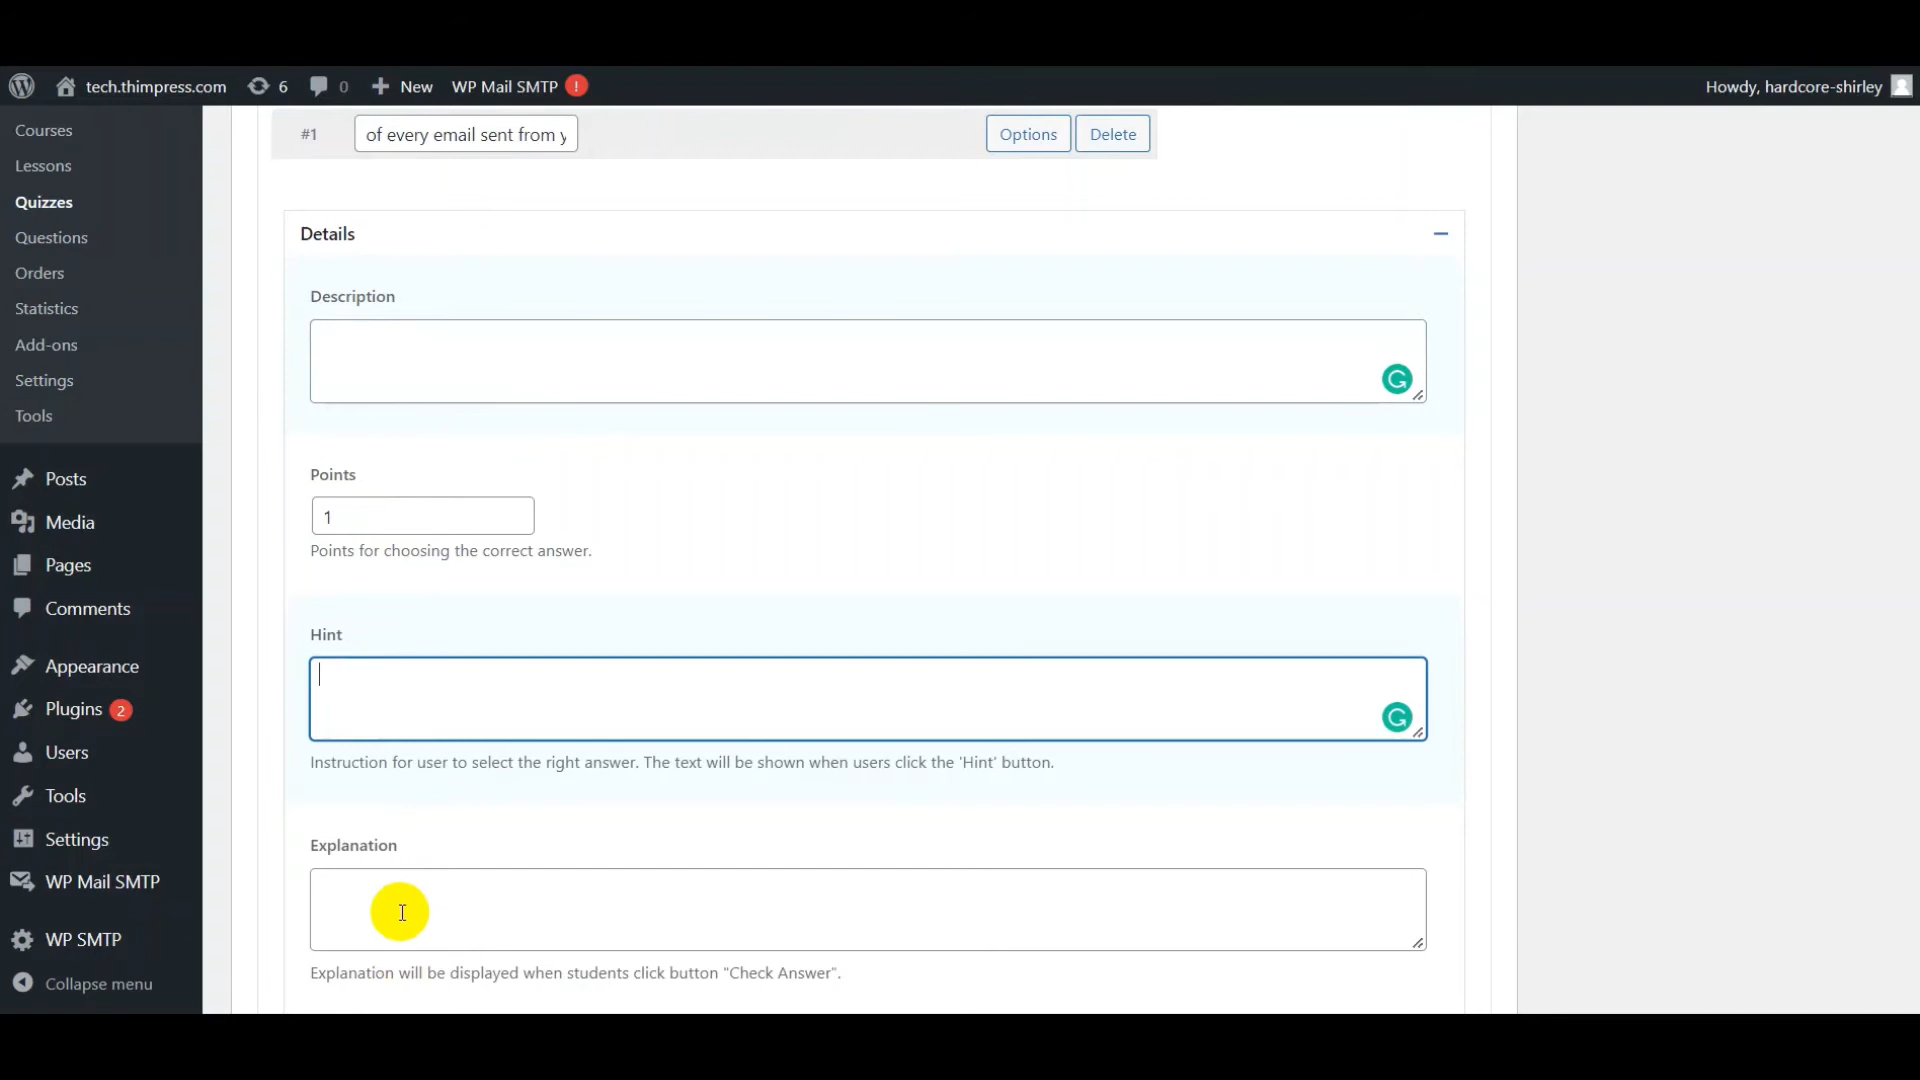 tech.thimpress.com 6 0 New WP Mail SMTP ! Howdy, hardcore-shirley
Courses
Lessons
Quizzes
Questions
Orders
Statistics
Add-ons
Settings
Tools
Posts
Media
Pages
Comments
Appearance
Plugins 2
Users
Tools
Settings
WP Mail SMTP
WP SMTP
Collapse menu
#1 of every email sent from y Options Delete
Details
Description
Points
1
Points for choosing the correct answer.
Hint
Instruction for user to select the right answer. The text will be shown when users click the 'Hint' button.
Explanation
Explanation will be displayed when students click button "Check Answer".